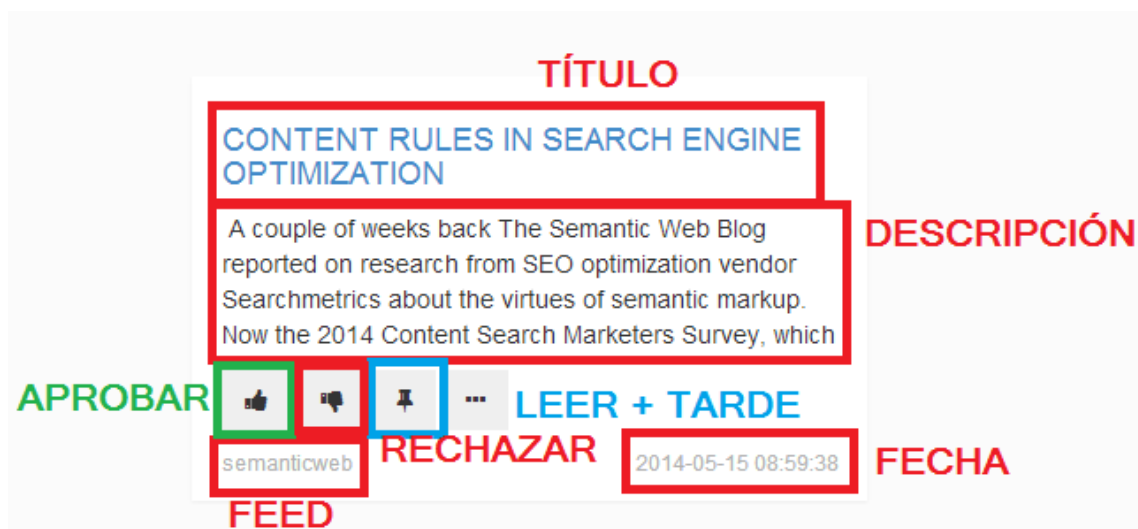 TÍTULO
CONTENT RULES IN SEARCH ENGINE
OPTIMIZATION
A couple of weeks back The Semantic Web Blog
reported on research from SEO optimization vendor
Searchmetrics about the virtues of semantic markup.
Now the 2014 Content Search Marketers Survey, which
DESCRIPCIÓN
APROBAR
LEER + TARDE
RECHAZAR
semanticweb
2014-05-15 08:59:38
FECHA
FEED